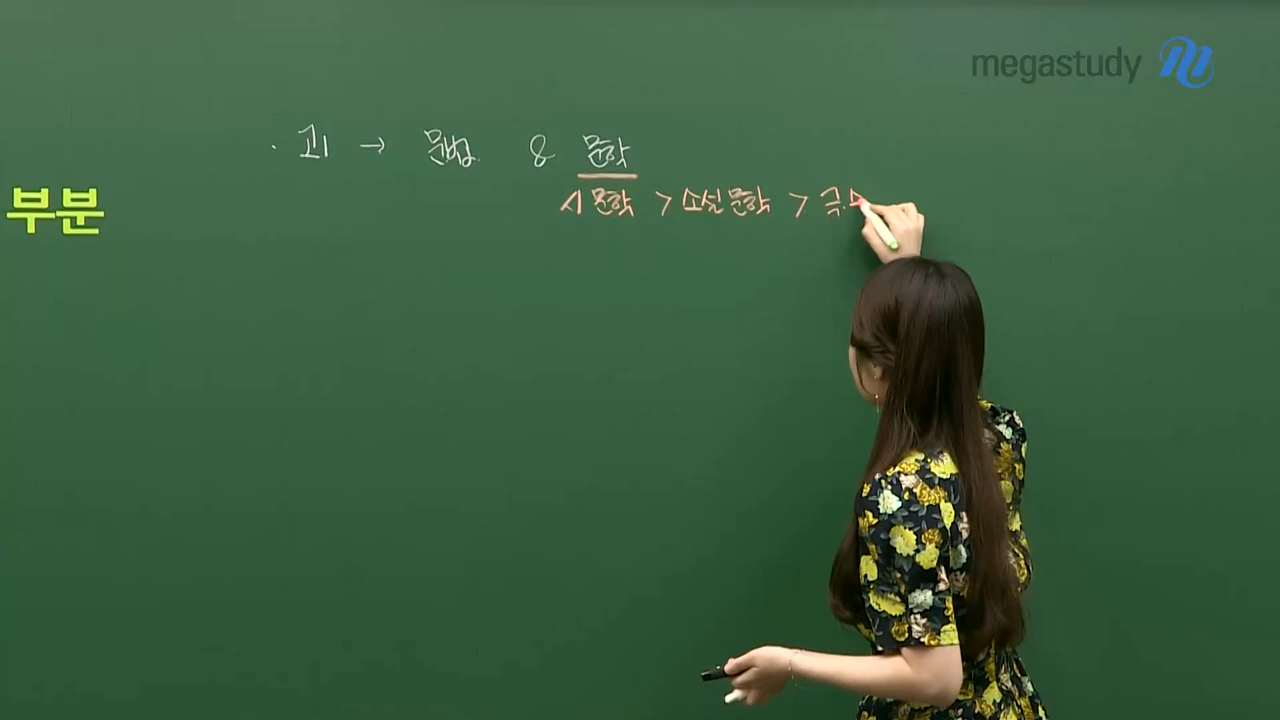 megastudy
· 고1 → 문법 & 문학
부분
시문학 > 소설문학 > 극·